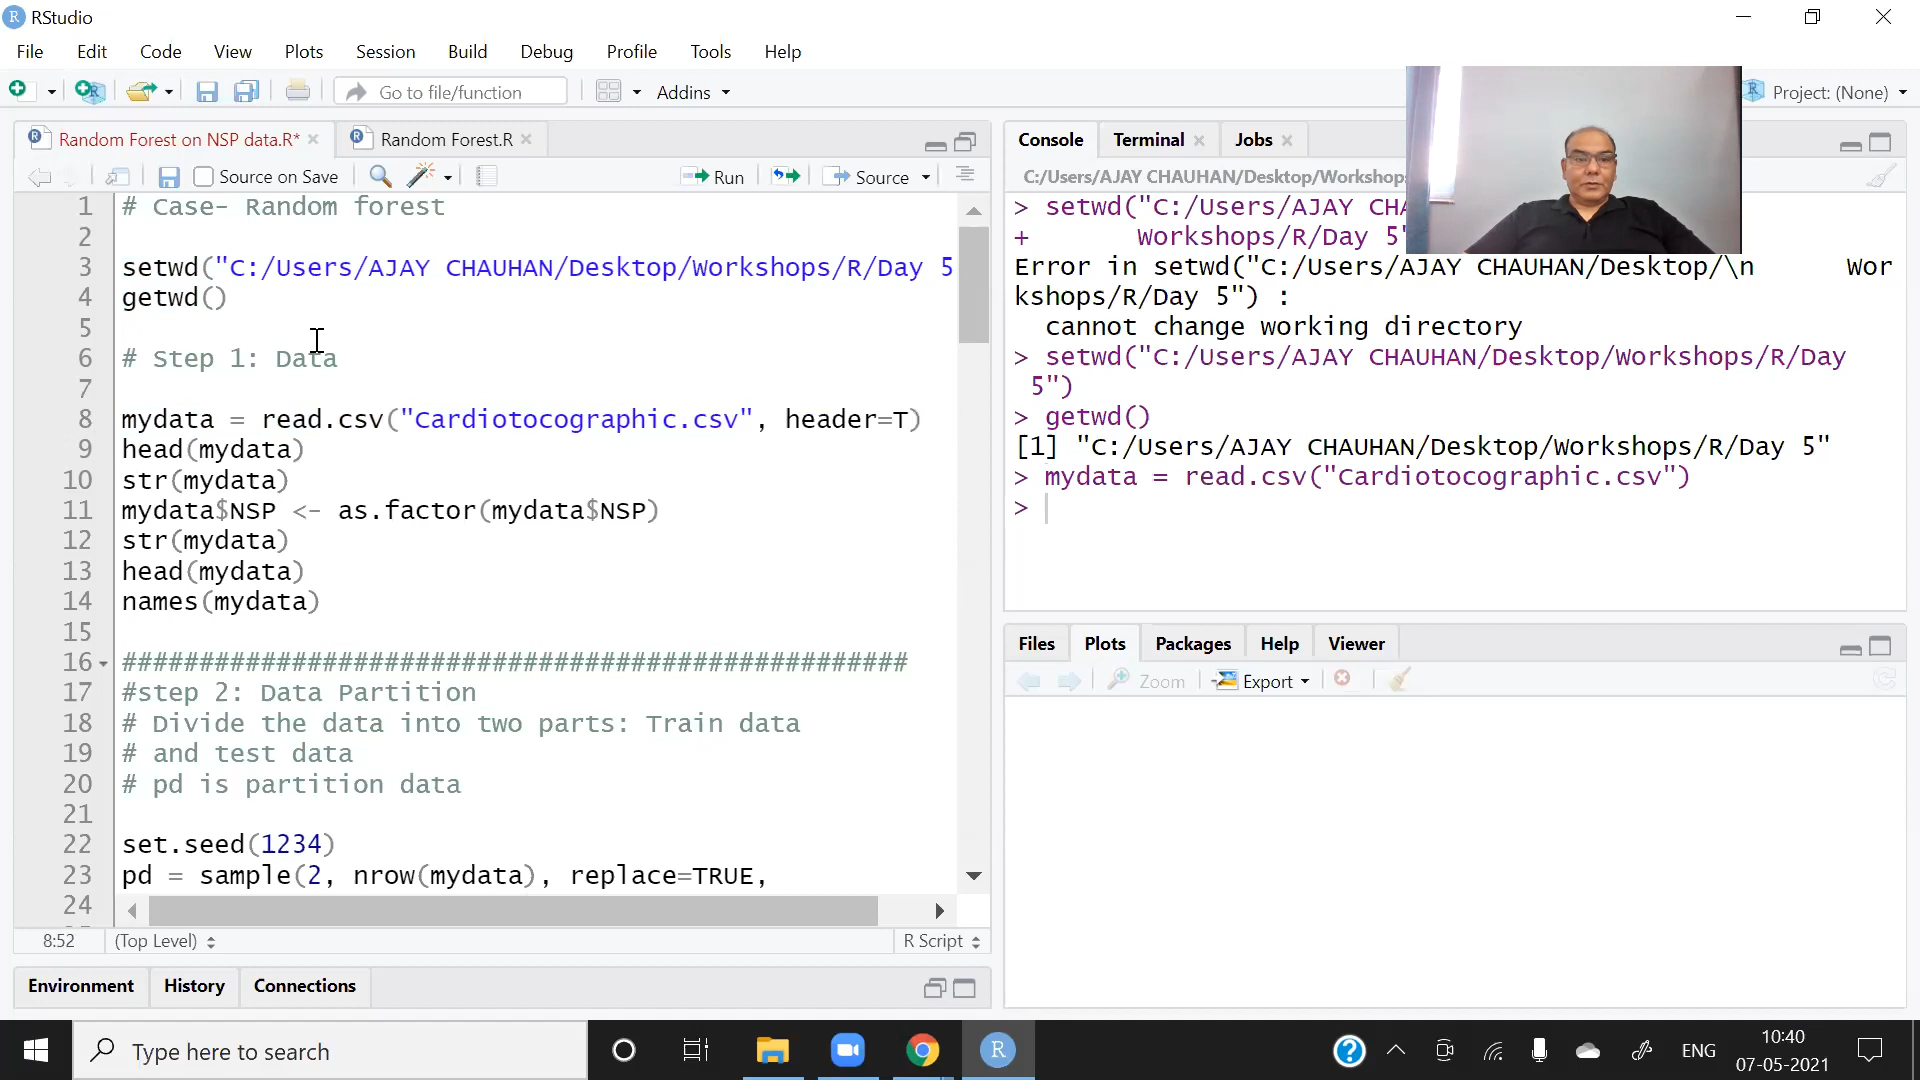 RStudio
File Edit Code View Plots Session Build Debug Profile Tools Help
Go to file/function Addins Project: (None)
Random Forest on NSP data.R* Random Forest.R
Source on Save Run Source
1 # Case- Random forest
2
3 setwd("C:/Users/AJAY CHAUHAN/Desktop/Workshops/R/Day 5
4 getwd()
5
6 # Step 1: Data
7
8 mydata = read.csv("Cardiotocographic.csv", header=T)
9 head(mydata)
10 str(mydata)
11 mydata$NSP <- as.factor(mydata$NSP)
12 str(mydata)
13 head(mydata)
14 names(mydata)
15
16 ###################################################
17 #step 2: Data Partition
18 # Divide the data into two parts: Train data
19 # and test data
20 # pd is partition data
21
22 set.seed(1234)
23 pd = sample(2, nrow(mydata), replace=TRUE,
24
8:52 (Top Level) R Script
Environment History Connections
Console Terminal Jobs
C:/Users/AJAY CHAUHAN/Desktop/Workshops
> setwd("C:/Users/AJAY CHA
+ Workshops/R/Day 5"
Error in setwd("C:/Users/AJAY CHAUHAN/Desktop/\n Wor
kshops/R/Day 5") :
cannot change working directory
> setwd("C:/Users/AJAY CHAUHAN/Desktop/Workshops/R/Day
5")
> getwd()
[1] "C:/Users/AJAY CHAUHAN/Desktop/Workshops/R/Day 5"
> mydata = read.csv("Cardiotocographic.csv")
>
Files Plots Packages Help Viewer
Zoom Export
Type here to search
ENG
10:40
07-05-2021